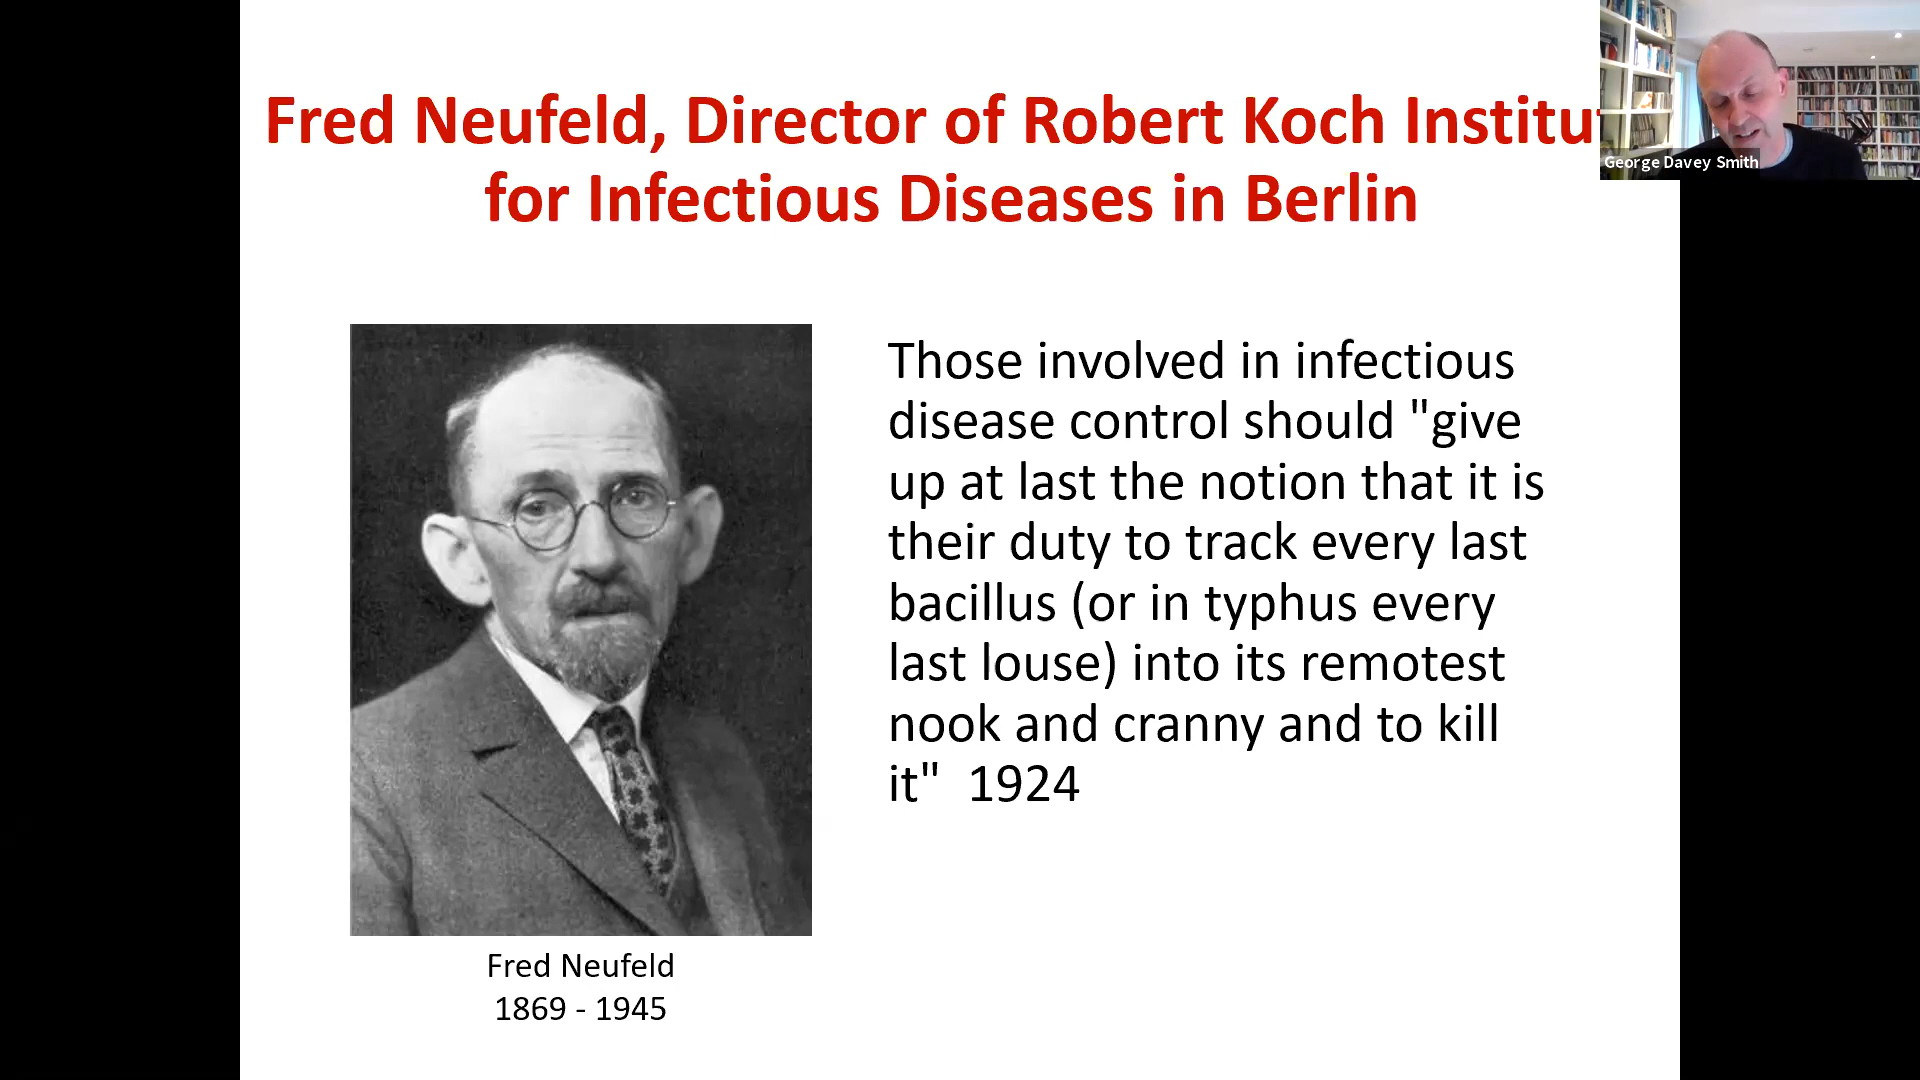 Fred Neufeld, Director of Robert Koch Institu
for Infectious Diseases in Berlin
George Davey Smith
Those involved in infectious
disease control should "give
up at last the notion that it is
their duty to track every last
bacillus (or in typhus every
last louse) into its remotest
nook and cranny and to kill
it"  1924
Fred Neufeld
1869 - 1945